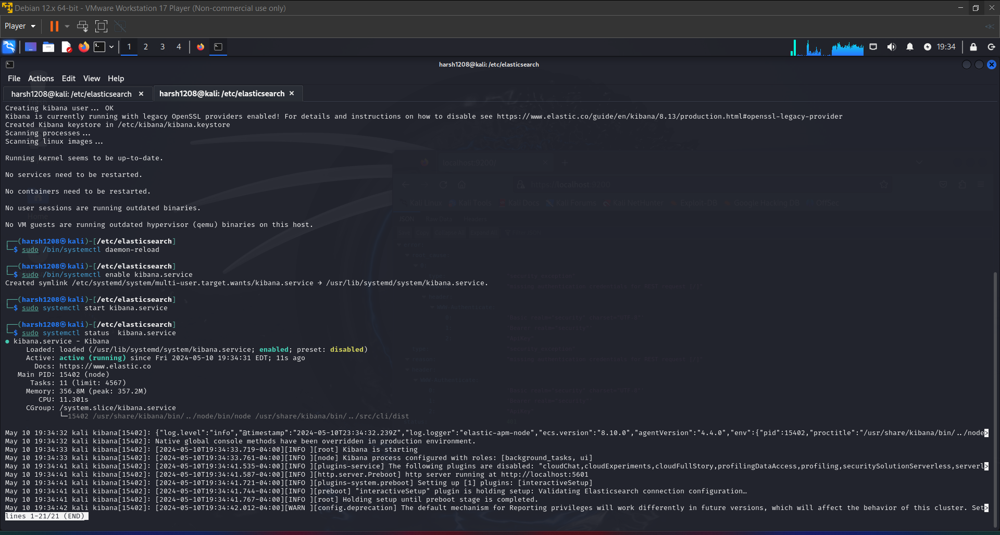 Debian 12.x 64-bit - VMware Workstation 17 Player (Non-commercial use only)
Player
1 2 3 4
19:34
harsh1208@kali: /etc/elasticsearch
File Actions Edit View Help
harsh1208@kali: /etc/elasticsearch
harsh1208@kali: /etc/elasticsearch
Creating kibana user... OK
Kibana is currently running with legacy OpenSSL providers enabled! For details and instructions on how to disable see https://www.elastic.co/guide/en/kibana/8.13/production.html#openssl-legacy-provider
Created Kibana keystore in /etc/kibana/kibana.keystore
Scanning processes...
Scanning linux images...
Running kernel seems to be up-to-date.
No services need to be restarted.
No containers need to be restarted.
No user sessions are running outdated binaries.
No VM guests are running outdated hypervisor (qemu) binaries on this host.
┌──(harsh1208㉿kali)-[/etc/elasticsearch]
└─$ sudo /bin/systemctl daemon-reload
┌──(harsh1208㉿kali)-[/etc/elasticsearch]
└─$ sudo /bin/systemctl enable kibana.service
Created symlink /etc/systemd/system/multi-user.target.wants/kibana.service → /usr/lib/systemd/system/kibana.service.
┌──(harsh1208㉿kali)-[/etc/elasticsearch]
└─$ sudo systemctl start kibana.service
┌──(harsh1208㉿kali)-[/etc/elasticsearch]
└─$ sudo systemctl status  kibana.service
● kibana.service - Kibana
Loaded: loaded (/usr/lib/systemd/system/kibana.service; enabled; preset: disabled)
Active: active (running) since Fri 2024-05-10 19:34:31 EDT; 11s ago
Docs: https://www.elastic.co
Main PID: 15402 (node)
Tasks: 11 (limit: 4567)
Memory: 356.8M (peak: 357.2M)
CPU: 11.301s
CGroup: /system.slice/kibana.service
└─15402 /usr/share/kibana/bin/../node/bin/node /usr/share/kibana/bin/../src/cli/dist
May 10 19:34:32 kali kibana[15402]: {"log.level":"info","@timestamp":"2024-05-10T23:34:32.239Z","log.logger":"elastic-apm-node","ecs.version":"8.10.0","agentVersion":"4.4.0","env":{"pid":15402,"proctitle":"/usr/share/kibana/bin/../node>
May 10 19:34:32 kali kibana[15402]: Native global console methods have been overridden in production environment.
May 10 19:34:33 kali kibana[15402]: [2024-05-10T19:34:33.719-04:00][INFO ][root] Kibana is starting
May 10 19:34:33 kali kibana[15402]: [2024-05-10T19:34:33.761-04:00][INFO ][node] Kibana process configured with roles: [background_tasks, ui]
May 10 19:34:41 kali kibana[15402]: [2024-05-10T19:34:41.535-04:00][INFO ][plugins-service] The following plugins are disabled: "cloudChat,cloudExperiments,cloudFullStory,profilingDataAccess,profiling,securitySolutionServerless,serverl>
May 10 19:34:41 kali kibana[15402]: [2024-05-10T19:34:41.587-04:00][INFO ][http.server.Preboot] http server running at http://localhost:5601
May 10 19:34:41 kali kibana[15402]: [2024-05-10T19:34:41.721-04:00][INFO ][plugins-system.preboot] Setting up [1] plugins: [interactiveSetup]
May 10 19:34:41 kali kibana[15402]: [2024-05-10T19:34:41.744-04:00][INFO ][preboot] "interactiveSetup" plugin is holding setup: Validating Elasticsearch connection configuration…
May 10 19:34:41 kali kibana[15402]: [2024-05-10T19:34:41.767-04:00][INFO ][root] Holding setup until preboot stage is completed.
May 10 19:34:42 kali kibana[15402]: [2024-05-10T19:34:42.012-04:00][WARN ][config.deprecation] The default mechanism for Reporting privileges will work differently in future versions, which will affect the behavior of this cluster. Set>
lines 1-21/21 (END)